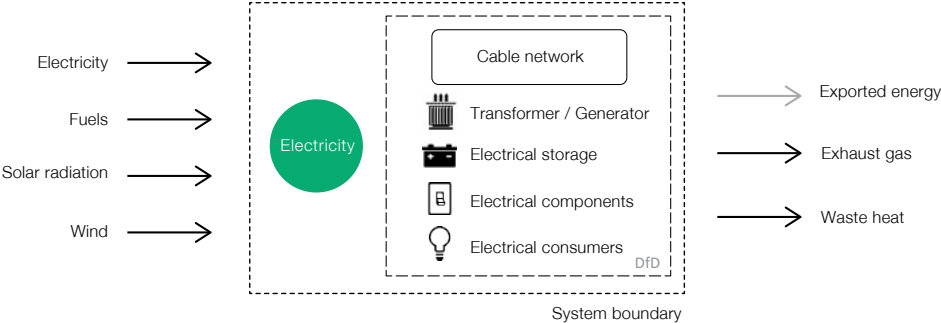 Electricity
Fuels
Solar radiation
Wind
Electricity
Cable network
Transformer / Generator
Electrical storage
Electrical components
Electrical consumers
DfD
Exported energy
Exhaust gas
Waste heat
System boundary